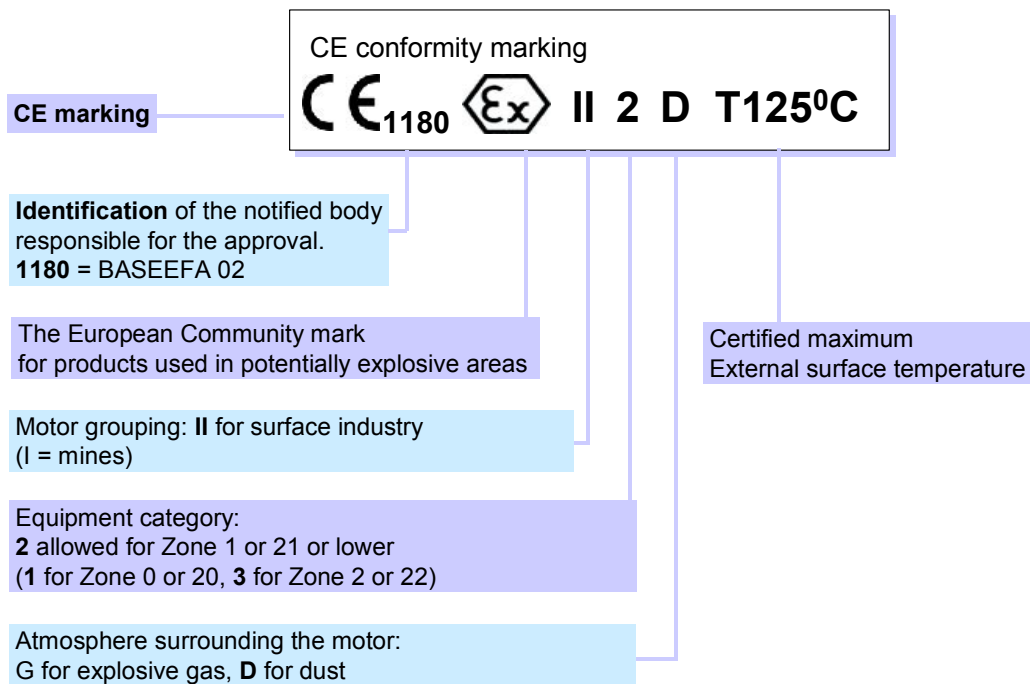 CE conformity marking
CE 1180 Ex II 2 D T125⁰C
CE marking
Identification of the notified body
responsible for the approval.
1180 = BASEEFA 02
The European Community mark
for products used in potentially explosive areas
Certified maximum
External surface temperature
Motor grouping: II for surface industry
(I = mines)
Equipment category:
2 allowed for Zone 1 or 21 or lower
(1 for Zone 0 or 20, 3 for Zone 2 or 22)
Atmosphere surrounding the motor:
G for explosive gas, D for dust